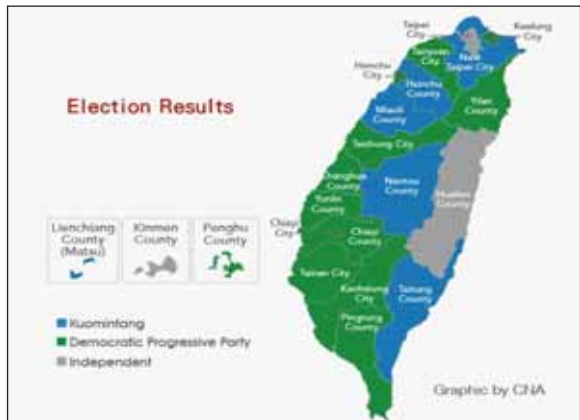 Taipei
City
Keelung
City
Taoyuan
City
New
Taipei City
Hsinchu
City
Hsinchu
County
Yilan
County
Miaoli
County
Election Results
Taichung City
Changhua
County
Nantou
County
Hualien
County
Yunlin
County
Chiayi
City
Chiayi
County
Lienchiang
County
(Matsu)
Kinmen
County
Penghu
County
Tainan City
Kaohsiung
City
Taitung
County
Pingtung
County
Kuomintang
Democratic Progressive Party
Independent
Graphic by CNA